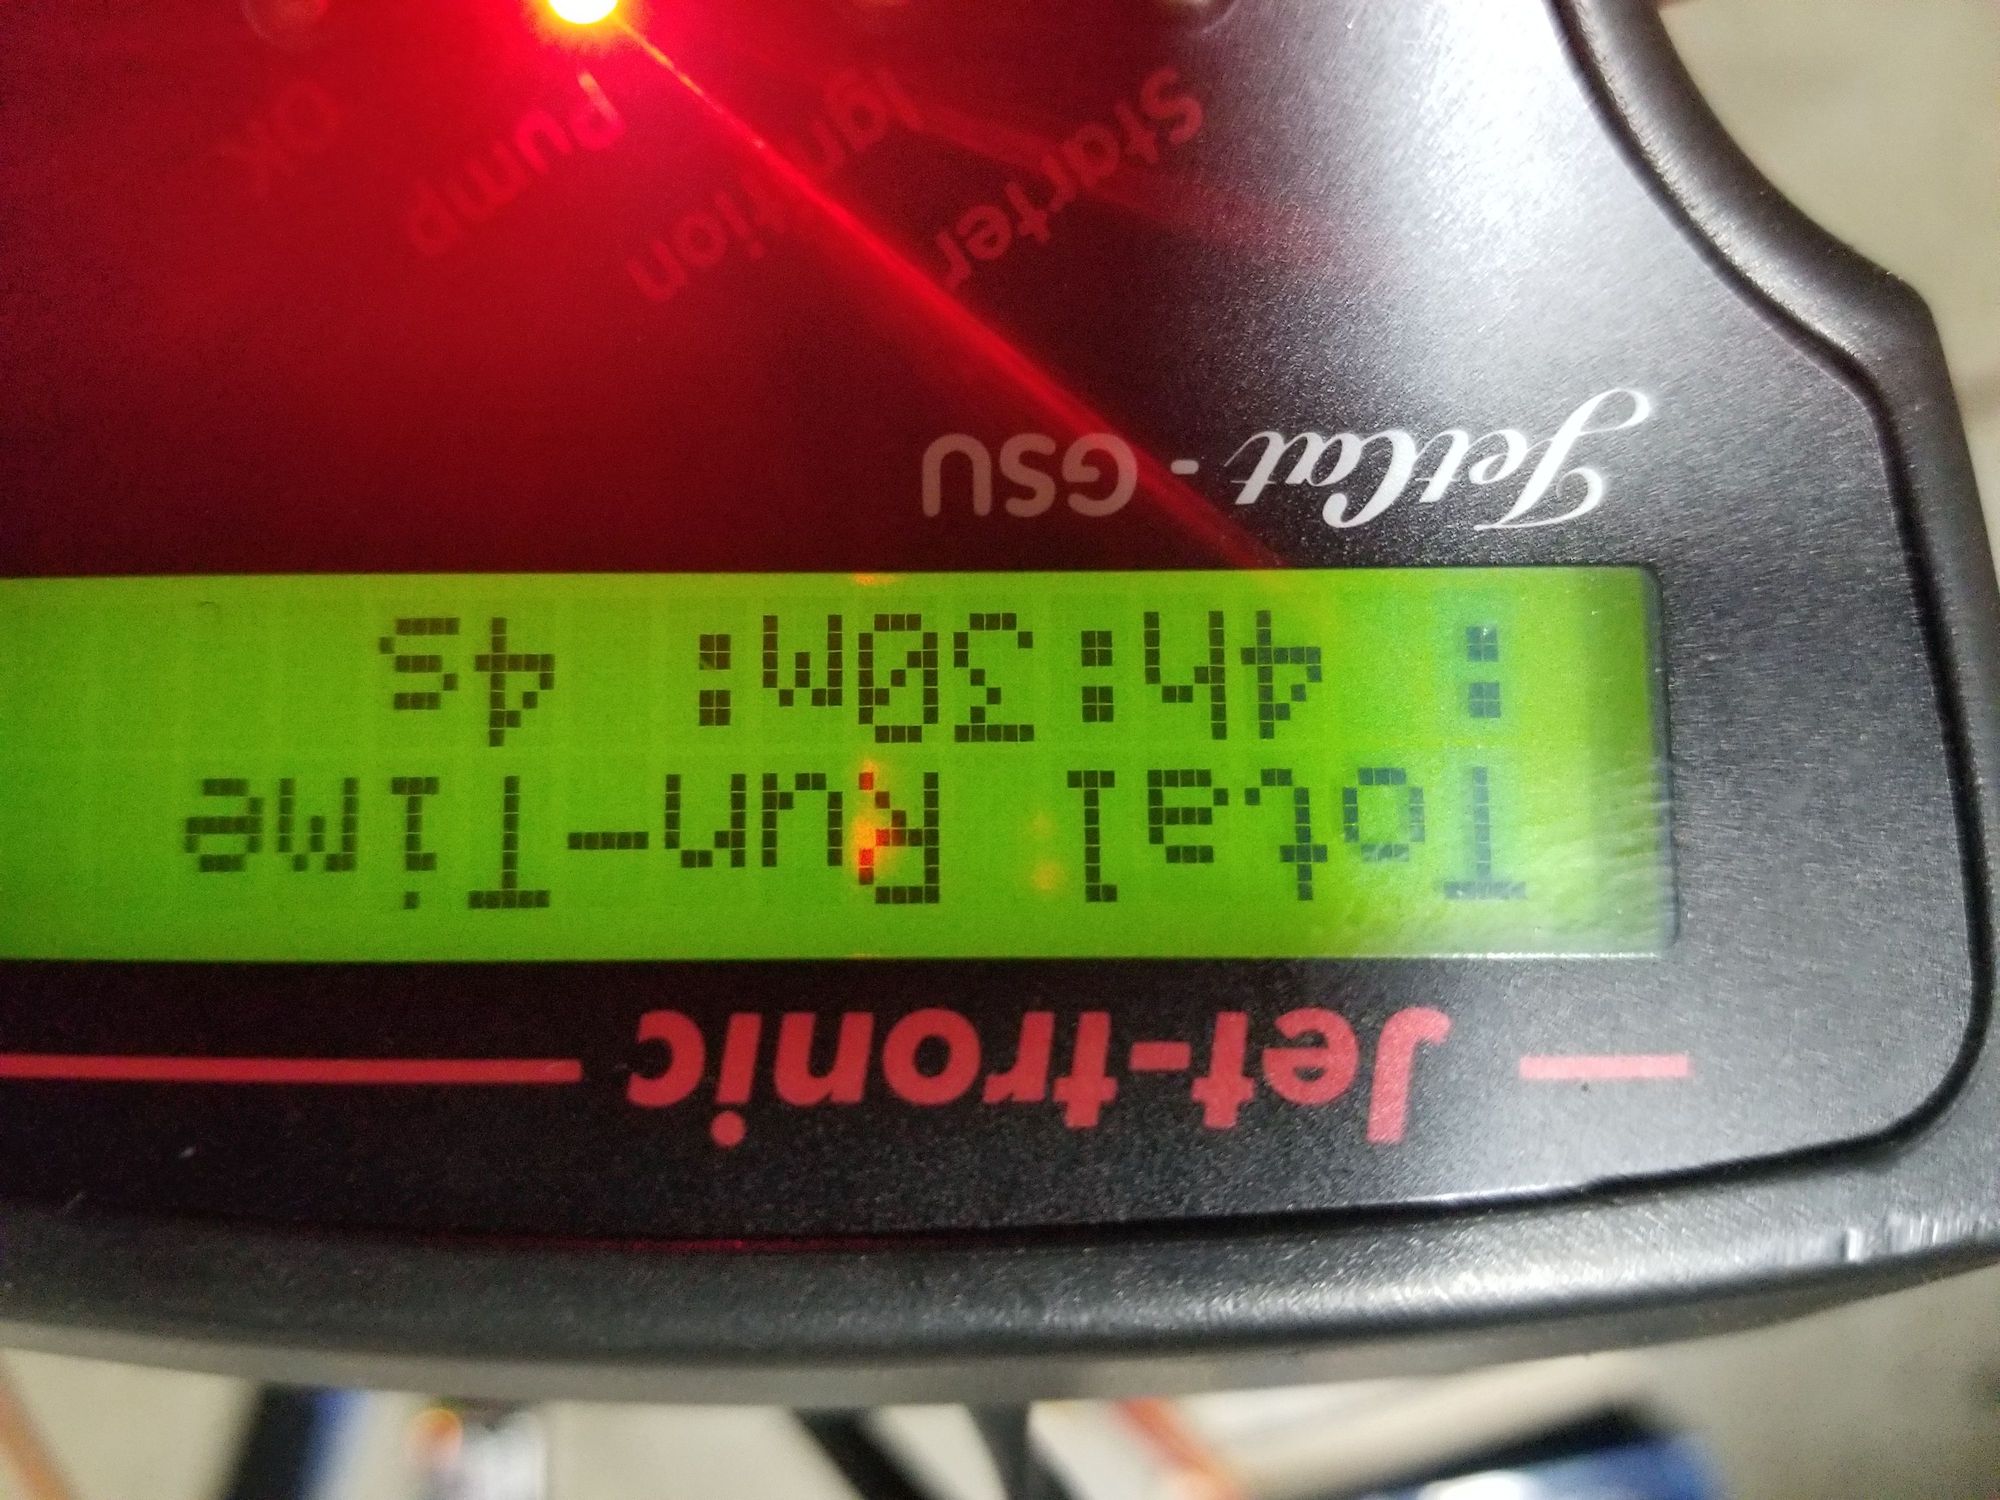 Jet-tronic
Total Run-Time
: 4h:30m: 4s
JetCat - GSU
Starter
Ignition
Pump
OK